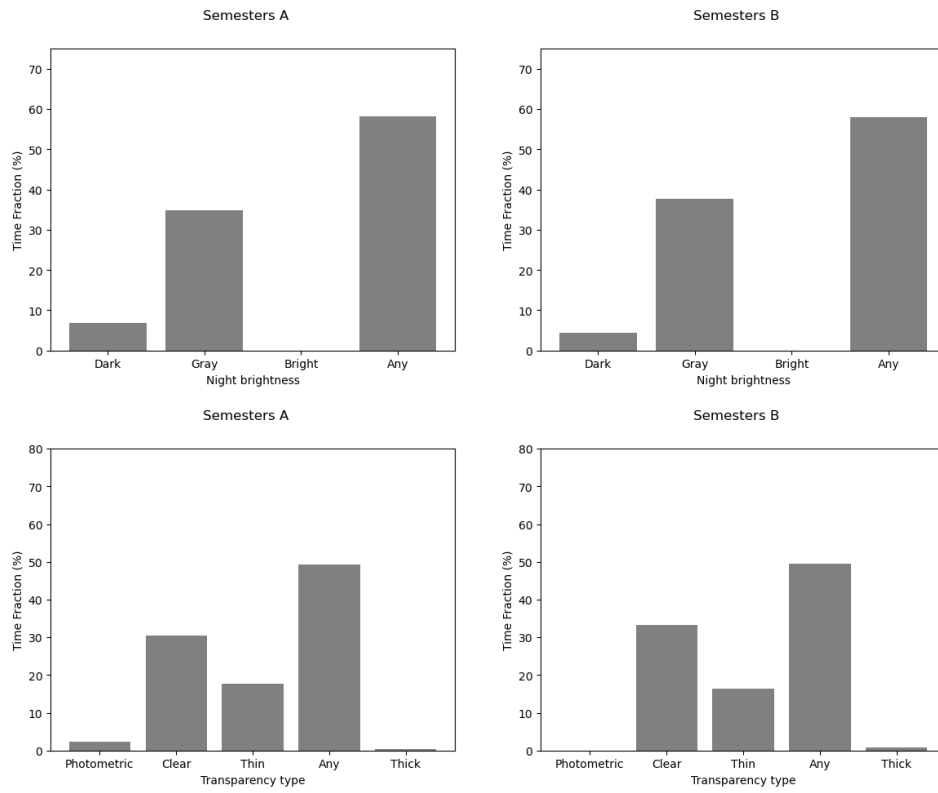 Semesters A
Semesters B
70
60
50
40
30
20
10
0
Time Fraction (%)
Dark Gray Bright Any
Night brightness
70
60
50
40
30
20
10
0
Time Fraction (%)
Dark Gray Bright Any
Night brightness
Semesters A
Semesters B
80
70
60
50
40
30
20
10
0
Time Fraction (%)
Photometric Clear Thin Any Thick
Transparency type
80
70
60
50
40
30
20
10
0
Time Fraction (%)
Photometric Clear Thin Any Thick
Transparency type